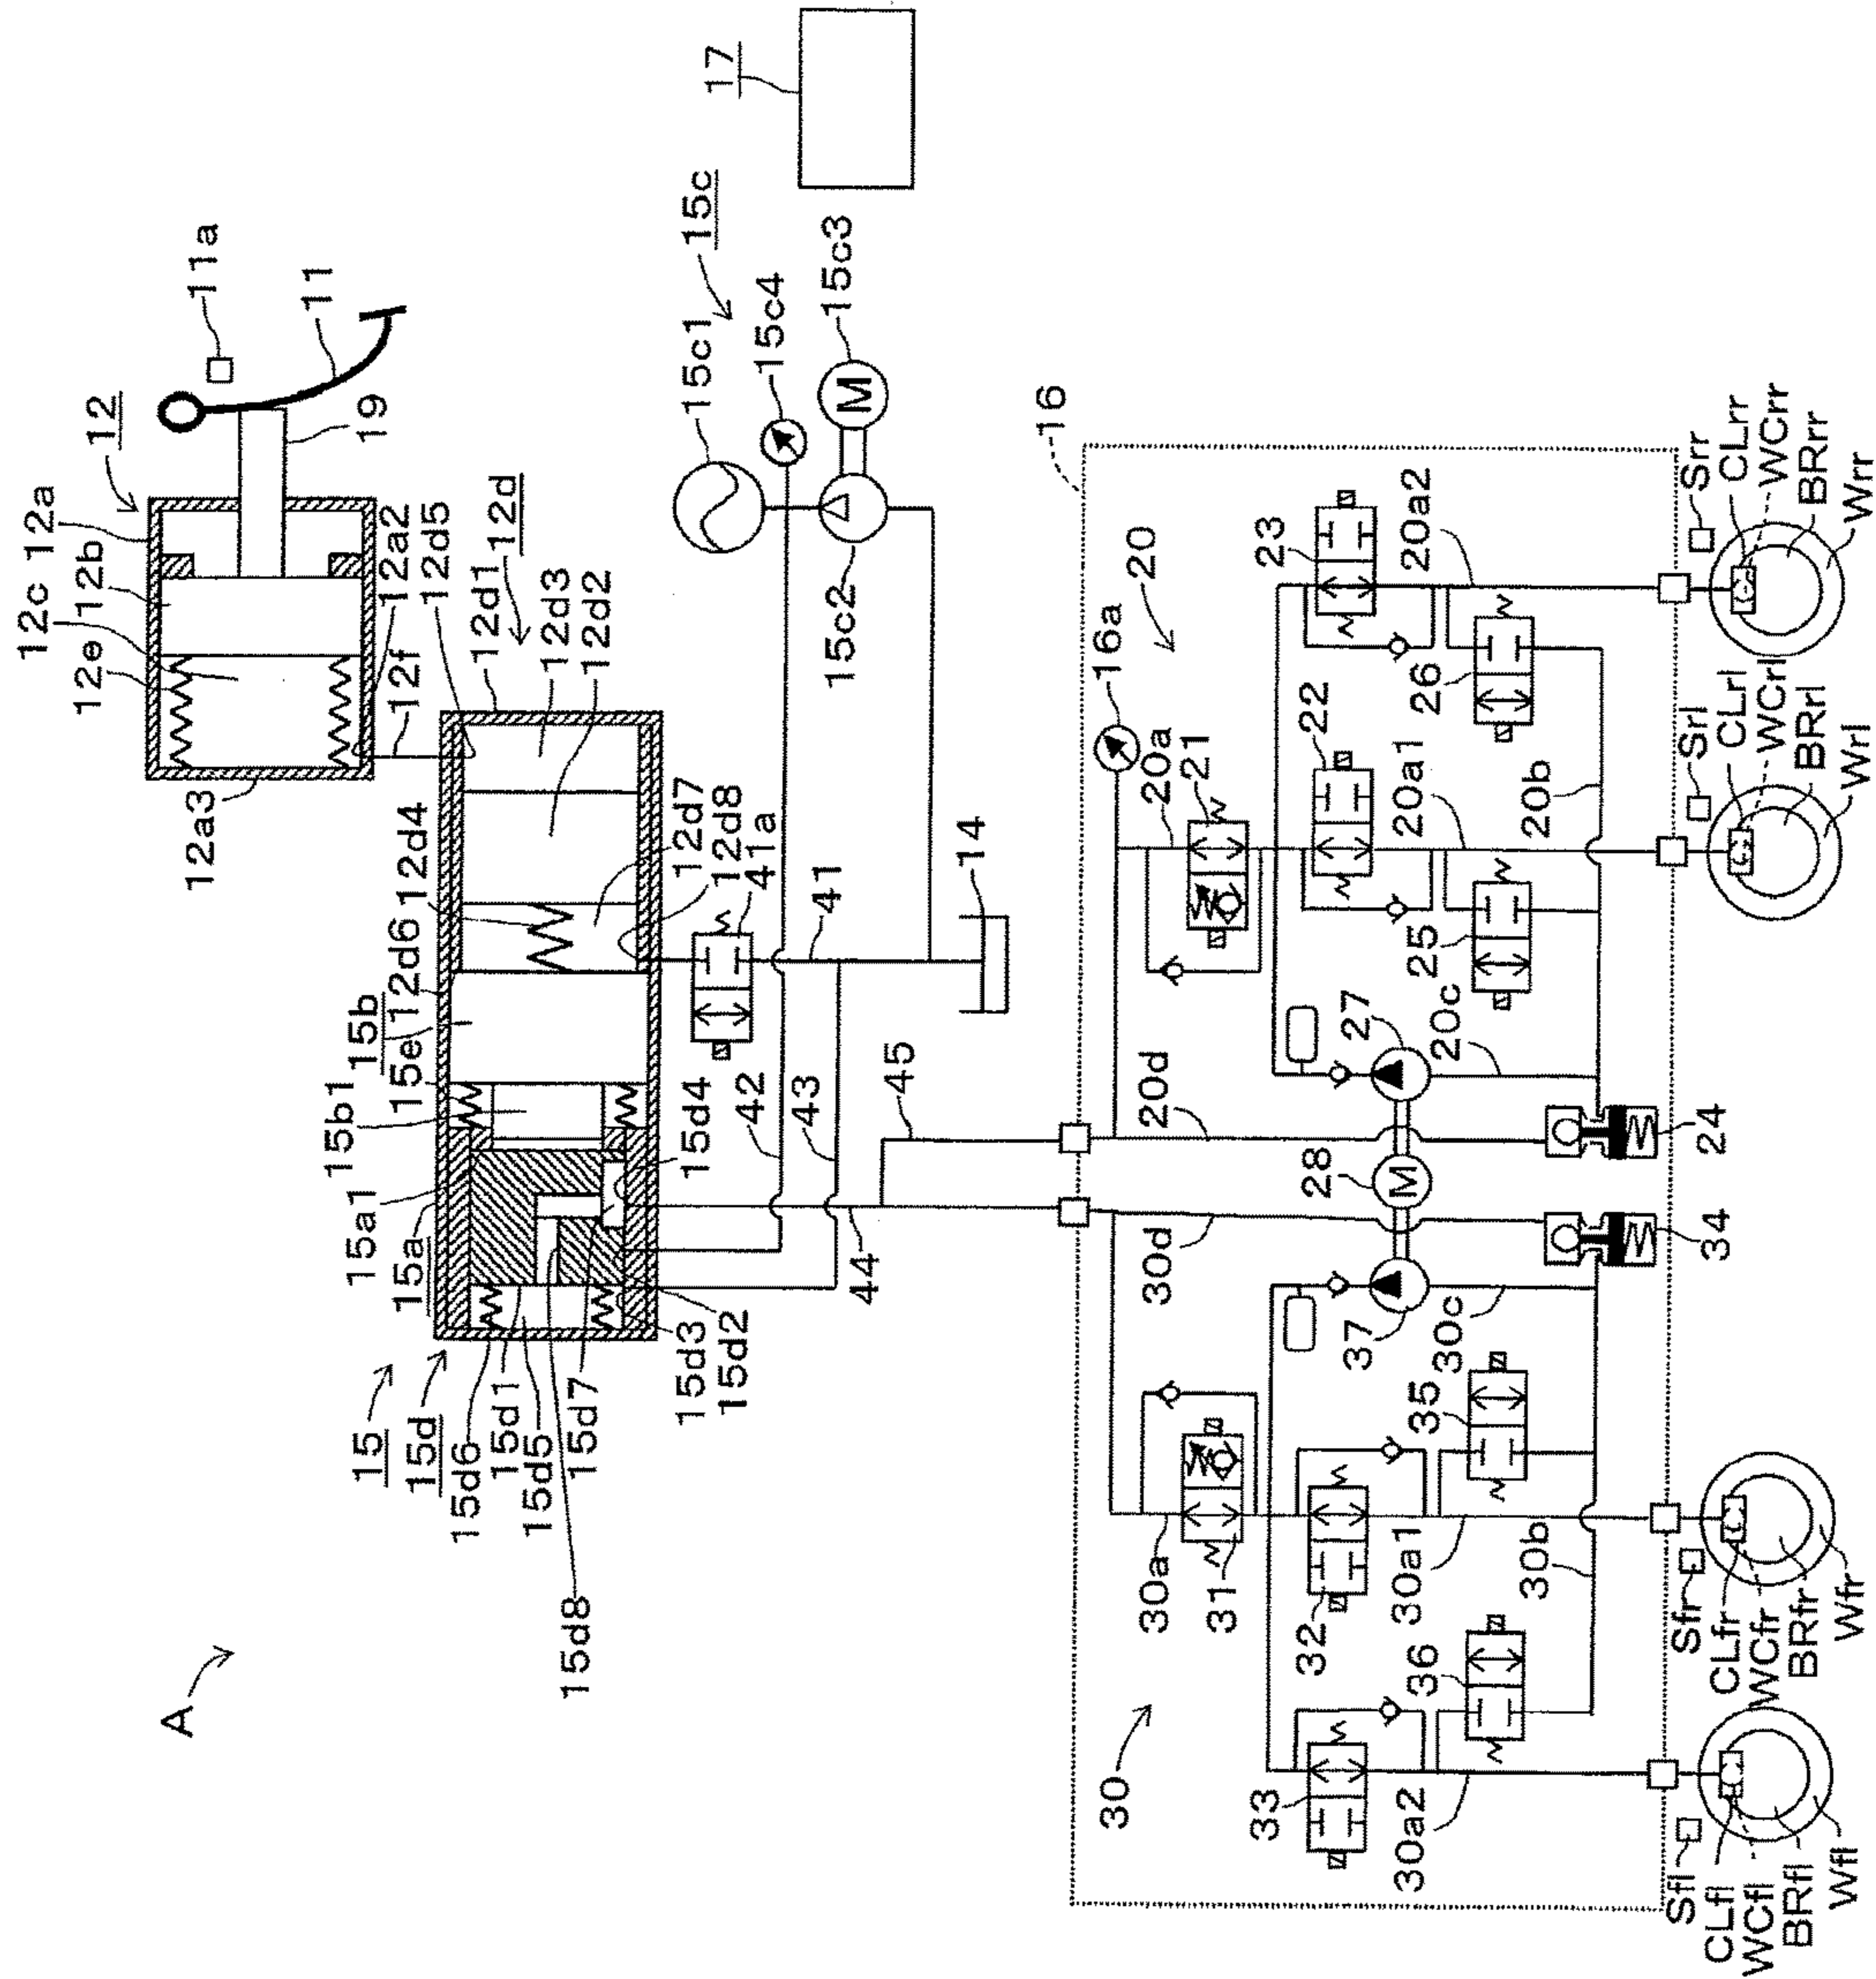 17
15c
11a
11
19
12
12a
12b
12c
12e
12a2
12d5
12f
12a3
12d1
12d
12d3
12d2
12d4
12d7
12d8
41a
12d6
15b
15e
15b1
15a1
15a
15
15d
15d6
15d1
15d5
15d7
15d8
15d3
15d2
15d4
15c1
15c4
15c3
M
15c2
14
41
42
43
44
45
A
16
16a
20
20a
21
22
23
20a1
20a2
25
26
20b
27
20c
20d
28
M
24
34
30d
37
30c
35
30a
31
32
30a1
30b
36
30
33
30a2
Srr
CLrr
WCrr
BRrr
Wrr
Srl
CLrl
WCrl
BRrl
Wrl
Sfr
CLfr
WCfr
BRfr
Wfr
Sfl
CLfl
WCfl
BRfl
Wfl